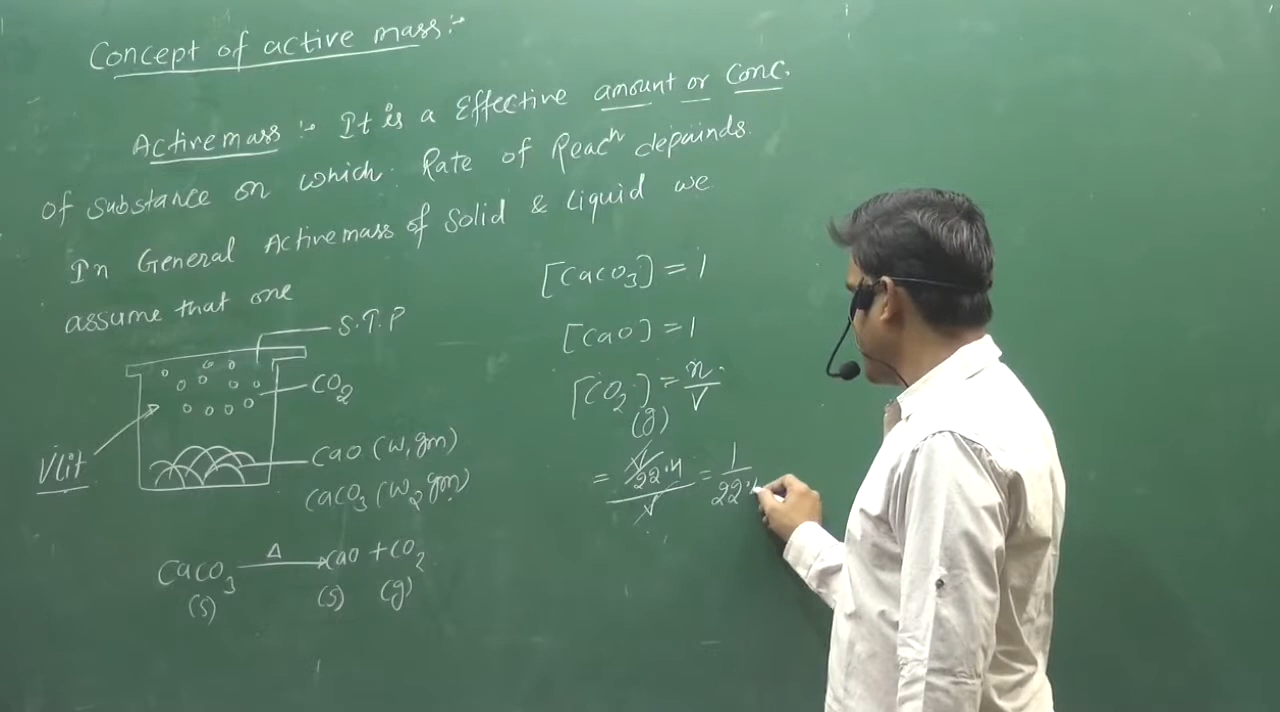 Concept of active mass :-
Active mass :- It is a Effective amount or Conc.
of substance on which. Rate of Reacn depainds.
In General Active mass of Solid & Liquid we
assume that one
S.T.P
CO2
V lit
CaO (W1 gm)
CaCO3 (W2 gm)
CaCO3 Δ → CaO + CO2
(s) (s) (g)
[CaCO3] = 1
[CaO] = 1
[CO2] = n/V
(g)
= V/22.4 / V = 1/22.4